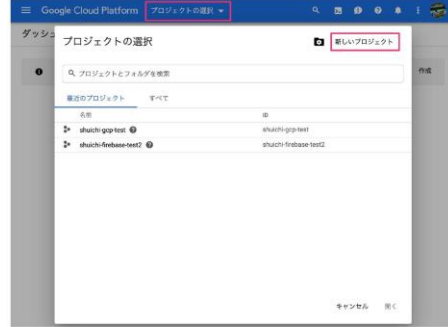 Google Cloud Platform プロジェクトの選択
ダッシュ
プロジェクトの選択 新しいプロジェクト
プロジェクトとフォルダを検索
作成
最近のプロジェクト すべて
名前 ID
shuichi-gcp-test shuichi-gcp-test
shuichi-firebase-test2 shuichi-firebase-test2
キャンセル 開く